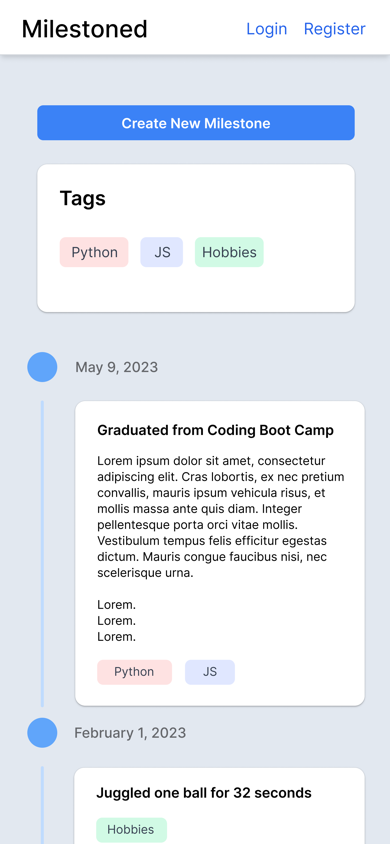 Milestoned
Login Register
Create New Milestone
Tags
Python JS Hobbies
May 9, 2023
Graduated from Coding Boot Camp
Lorem ipsum dolor sit amet, consectetur
adipiscing elit. Cras lobortis, ex nec pretium
convallis, mauris ipsum vehicula risus, et
mollis massa ante quis diam. Integer
pellentesque porta orci vitae mollis.
Vestibulum tempus felis efficitur egestas
dictum. Mauris congue faucibus nisi, nec
scelerisque urna.
Lorem.
Lorem.
Lorem.
Python JS
February 1, 2023
Juggled one ball for 32 seconds
Hobbies